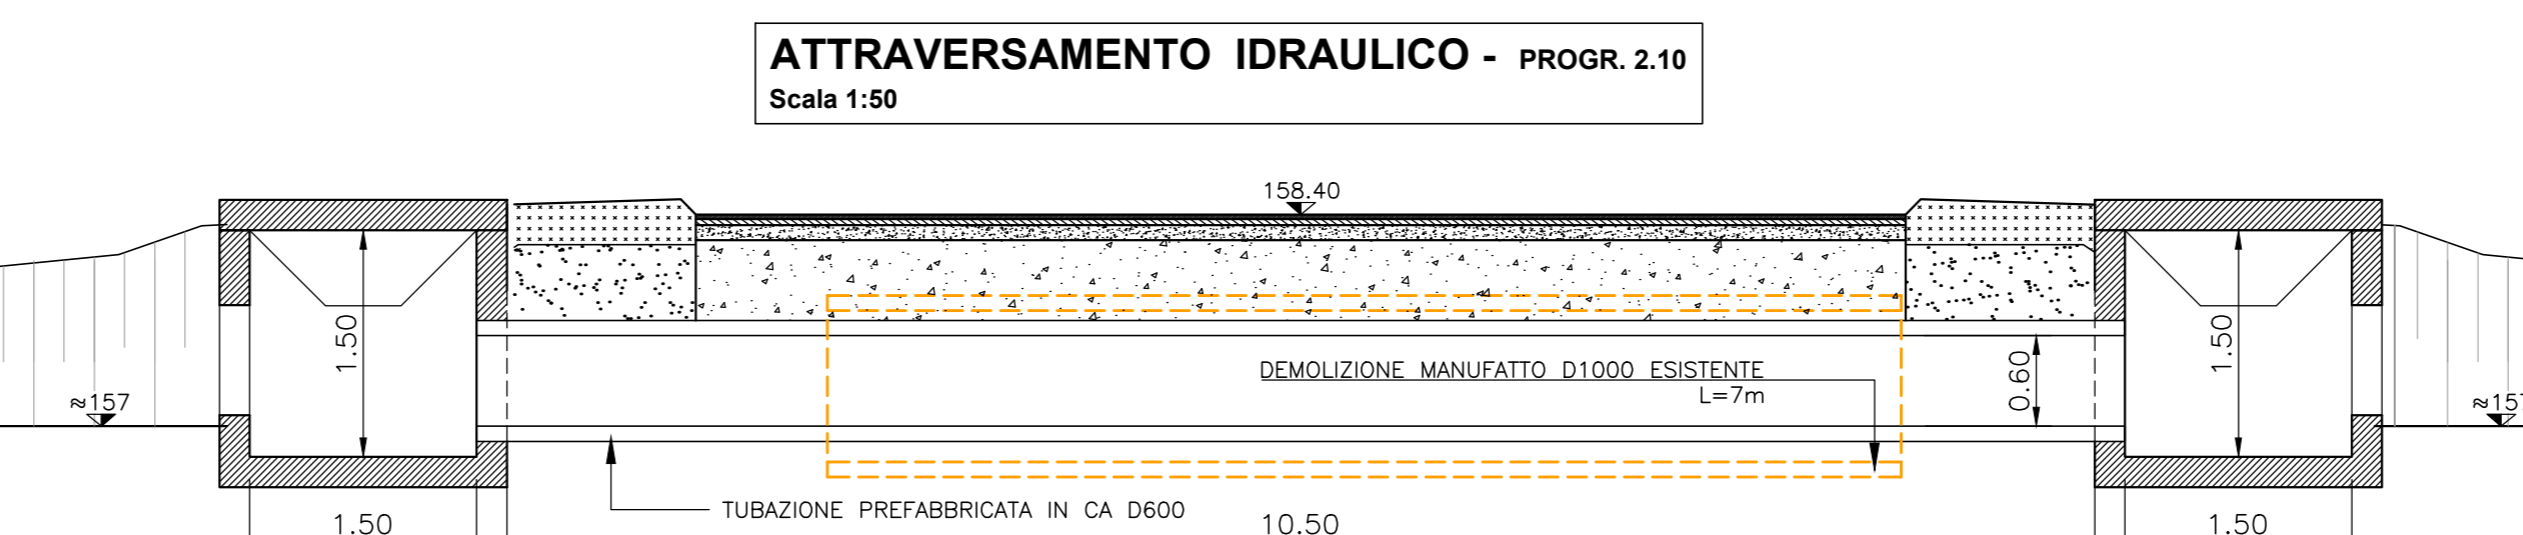 ATTRAVERSAMENTO IDRAULICO - PROGR. 2.10
Scala 1:50
158.40
1.50
≈157
DEMOLIZIONE MANUFATTO D1000 ESISTENTE
L=7m
0.60
1.50
≈157
TUBAZIONE PREFABBRICATA IN CA D600
1.50
10.50
1.50